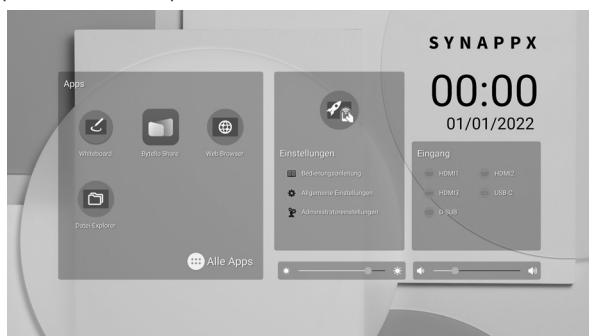 SYNAPPX
00:00
01/01/2022
Apps
Whiteboard
Bytello Share
Web-Browser
Datei-Explorer
Alle Apps
Einstellungen
Bedienungsanleitung
Allgemeine Einstellungen
Administratoreinstellungen
Eingang
HDMI1
HDMI2
HDMI3
USB-C
D-SUB